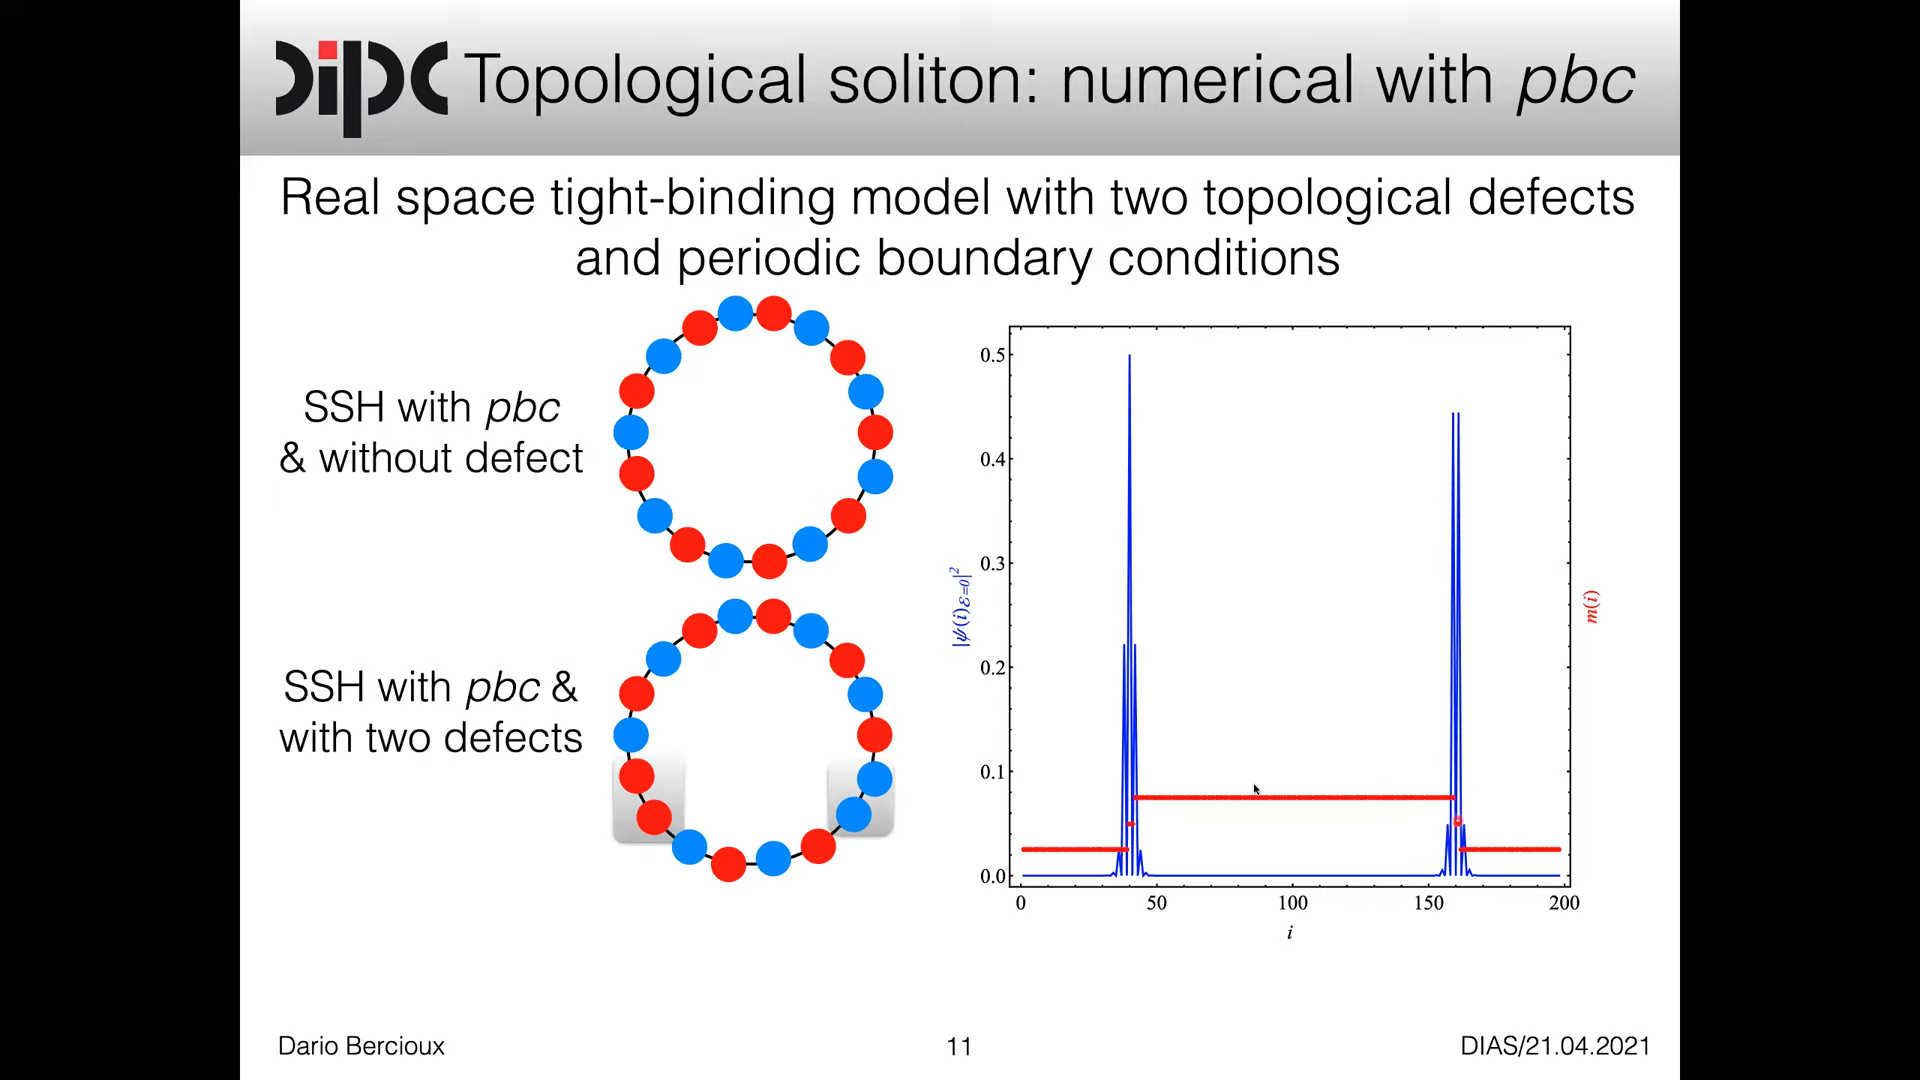 dipc Topological soliton: numerical with pbc
Real space tight-binding model with two topological defects
and periodic boundary conditions
SSH with pbc
& without defect
SSH with pbc &
with two defects
0.5
0.4
0.3
0.2
0.1
0.0
|ψ(i)ℰ=0|²
m(i)
0 50 100 150 200
i
Dario Bercioux 11 DIAS/21.04.2021